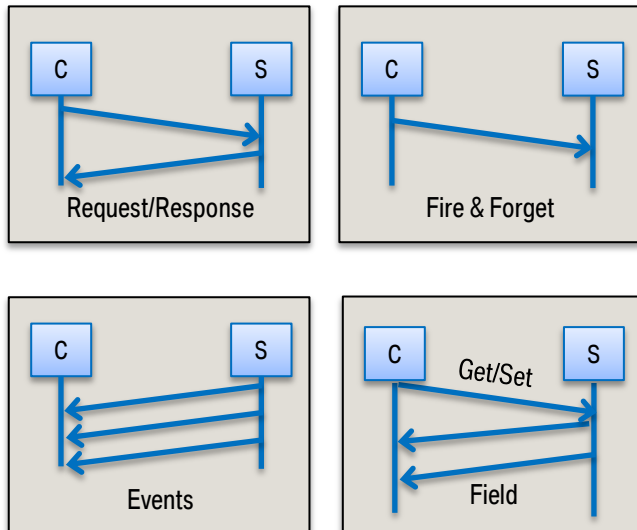 C
S
Request/Response
C
S
Fire & Forget
C
S
Events
C
S
Get/Set
Field